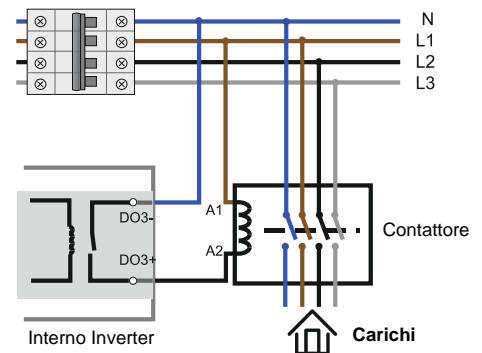 N
L1
L2
L3
A1
DO3-
A2
DO3+
Contattore
Interno Inverter
Carichi